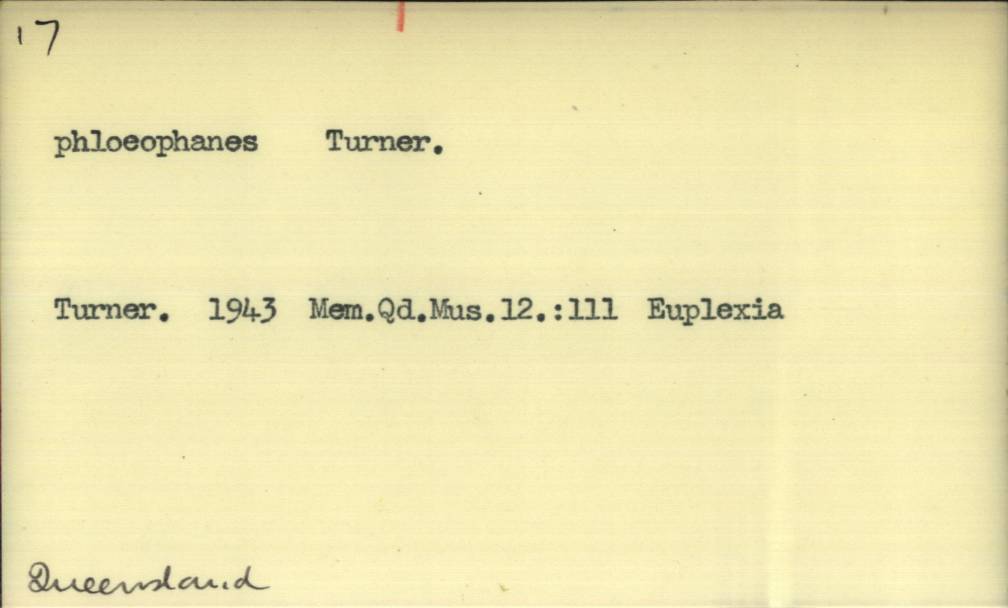 17
phloeophanes Turner.
Turner. 1943 Mem.Qd.Mus.12.:111 Euplexia
Queensland